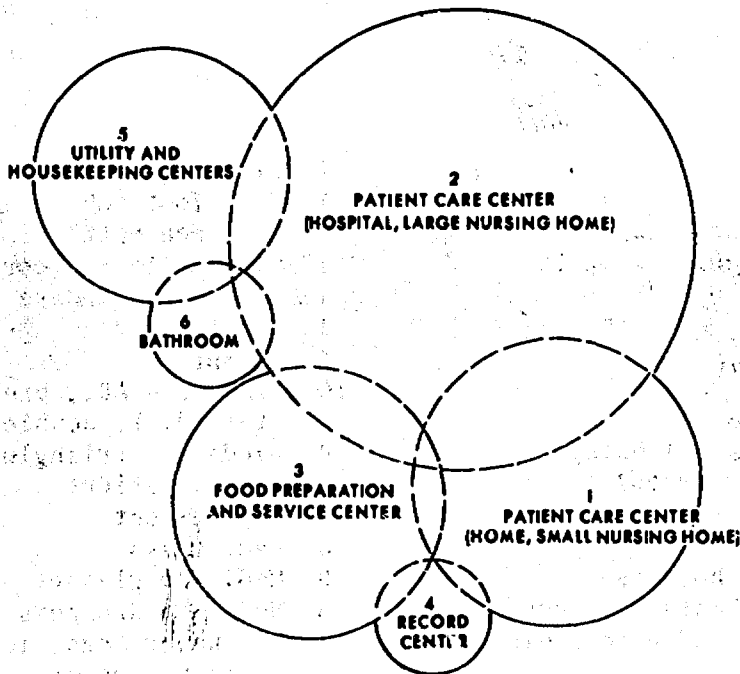 5
UTILITY AND
HOUSEKEEPING CENTERS
2
PATIENT CARE CENTER
(HOSPITAL, LARGE NURSING HOME)
6
BATHROOM
3
FOOD PREPARATION
AND SERVICE CENTER
1
PATIENT CARE CENTER
(HOME, SMALL NURSING HOME)
4
RECORD
CENTER